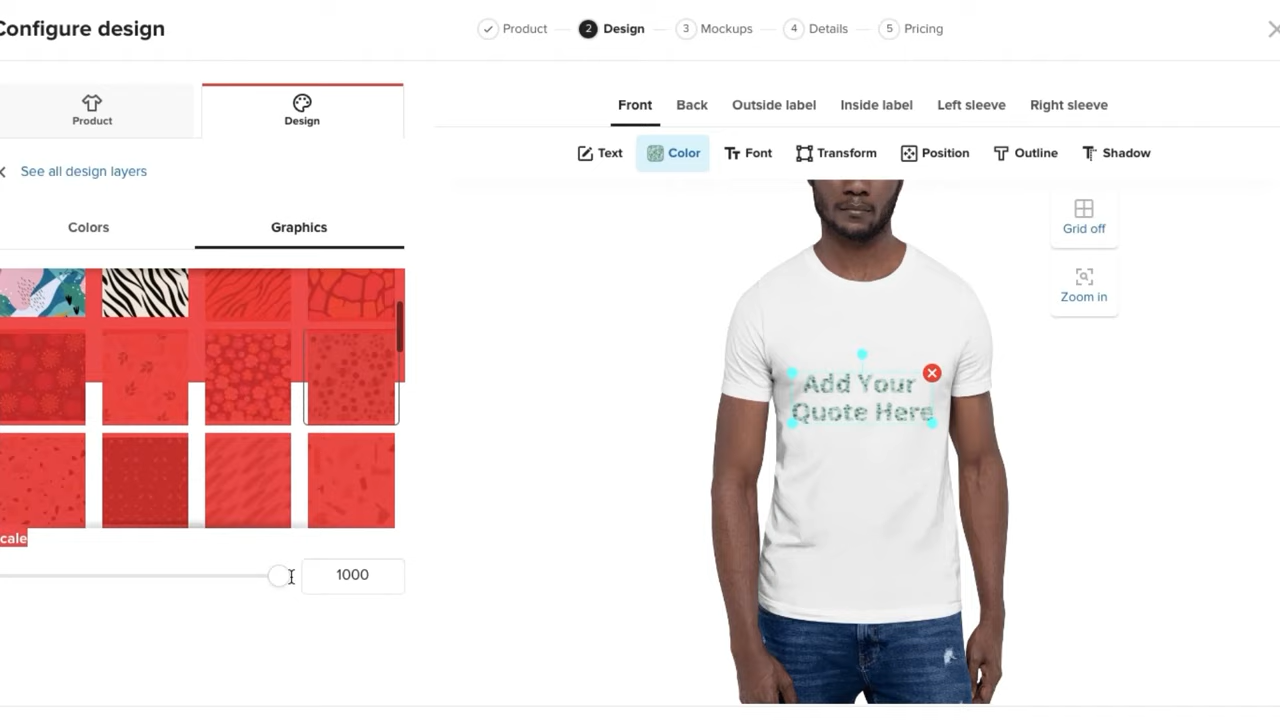 Configure design
Product
2 Design
3 Mockups
4 Details
5 Pricing
Product
Design
See all design layers
Colors
Graphics
cale
1000
Front
Back
Outside label
Inside label
Left sleeve
Right sleeve
Text
Color
Tт Font
Transform
Position
Outline
Shadow
Grid off
Zoom in
Add Your
Quote Here